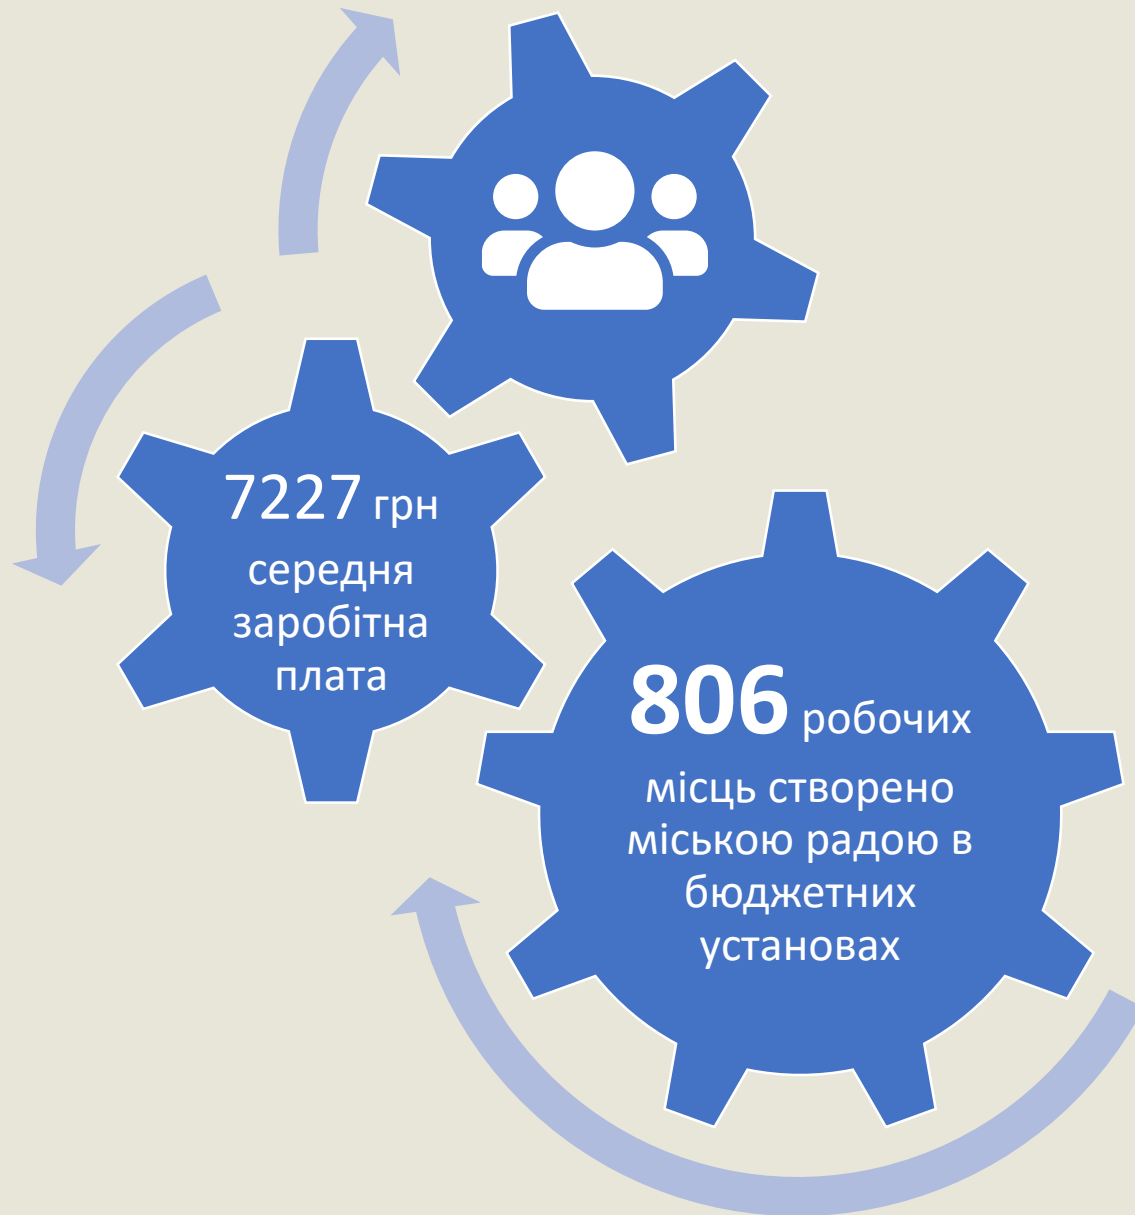 7227 грн
середня
заробітна
плата
806 робочих
місць створено
міською радою в
бюджетних
установах